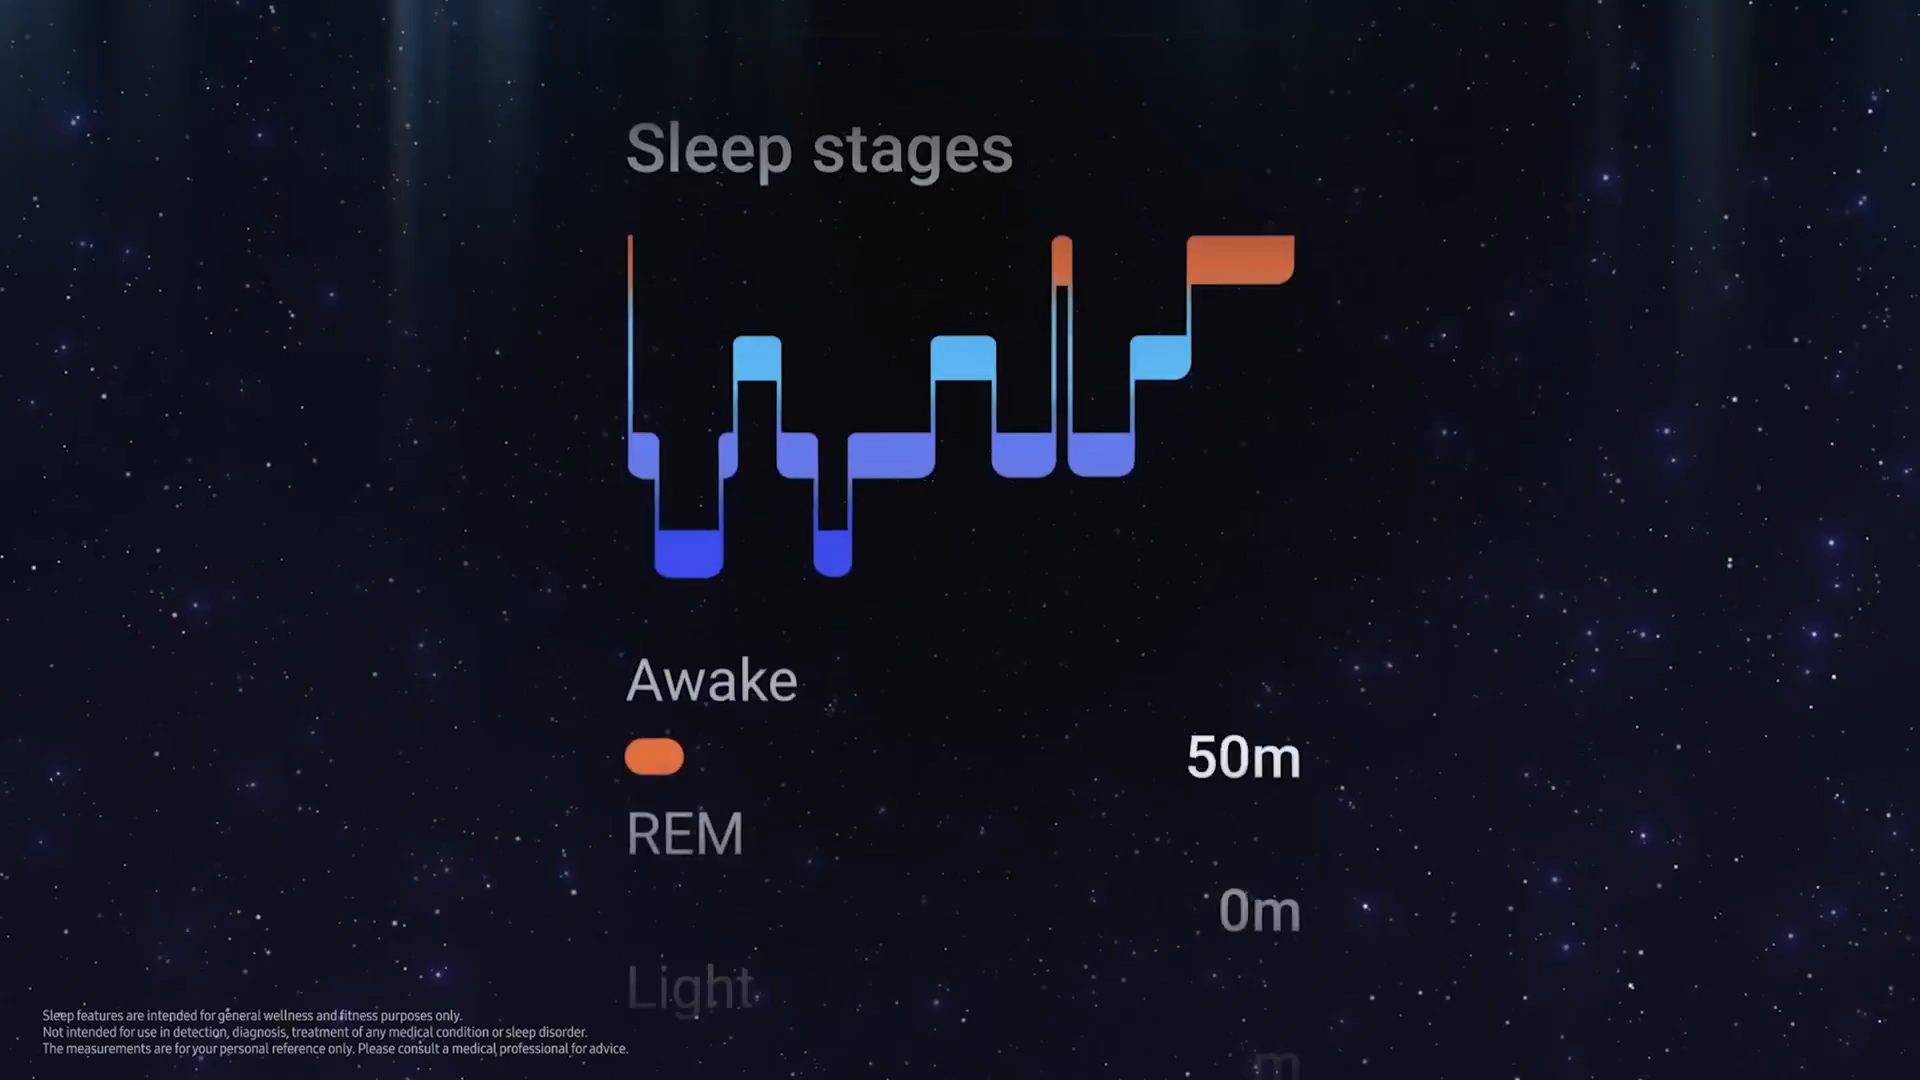 Sleep stages
Awake
50m
REM
0m
Light
m
Sleep features are intended for general wellness and fitness purposes only.
Not intended for use in detection, diagnosis, treatment of any medical condition or sleep disorder.
The measurements are for your personal reference only. Please consult a medical professional for advice.